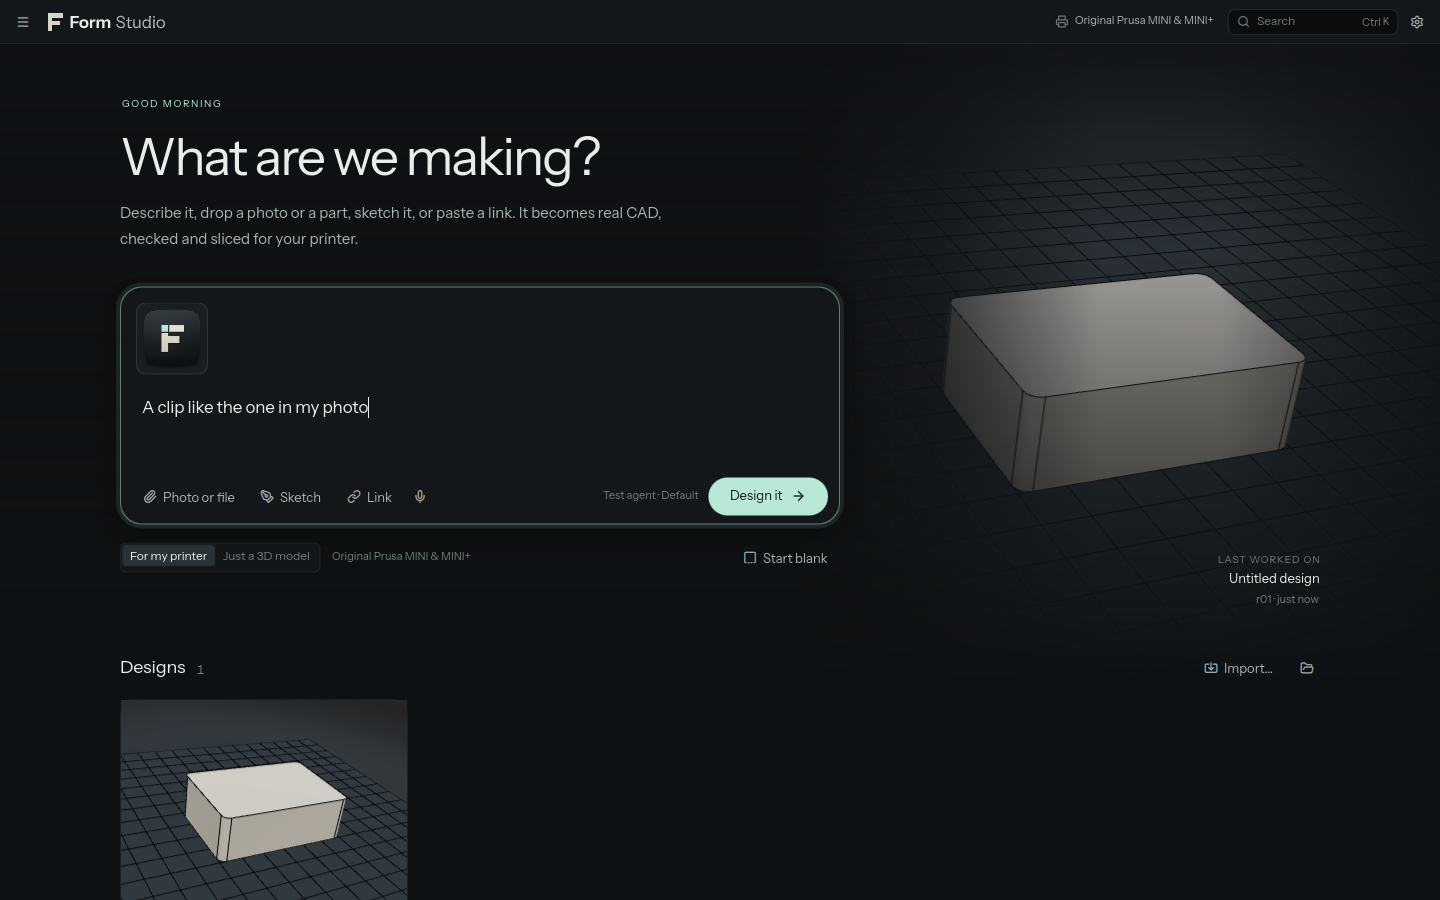 Form Studio
Original Prusa MINI & MINI+
Search
Ctrl K
GOOD MORNING
What are we making?
Describe it, drop a photo or a part, sketch it, or paste a link. It becomes real CAD,
checked and sliced for your printer.
F
A clip like the one in my photo
Photo or file
Sketch
Link
Test agent · Default
Design it
For my printer
Just a 3D model
Original Prusa MINI & MINI+
Start blank
LAST WORKED ON
Untitled design
r01 · just now
Designs 1
Import...